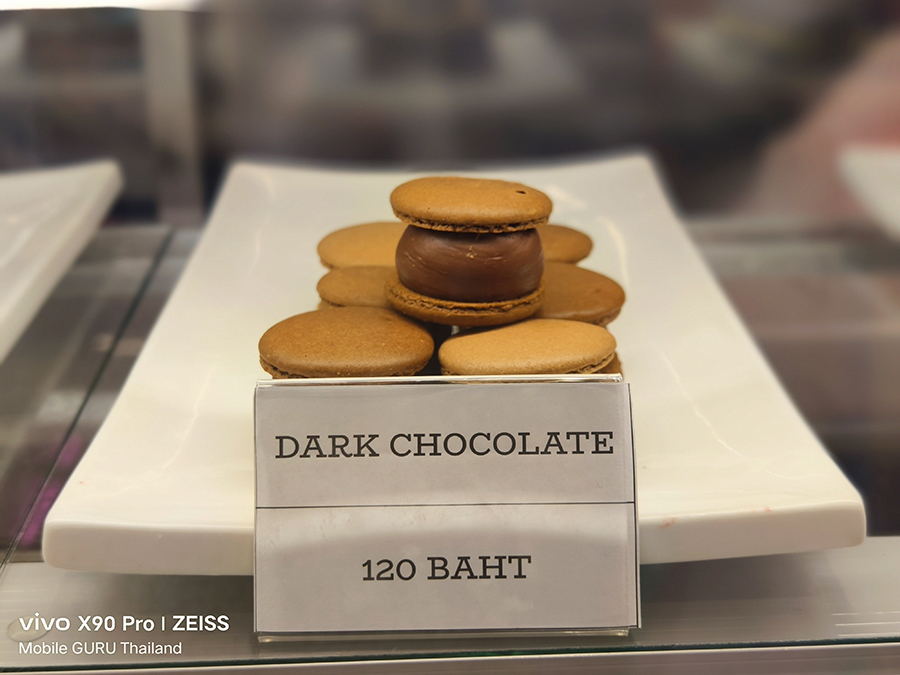 DARK CHOCOLATE
120 BAHT
vivo X90 Pro | ZEISS
Mobile GURU Thailand